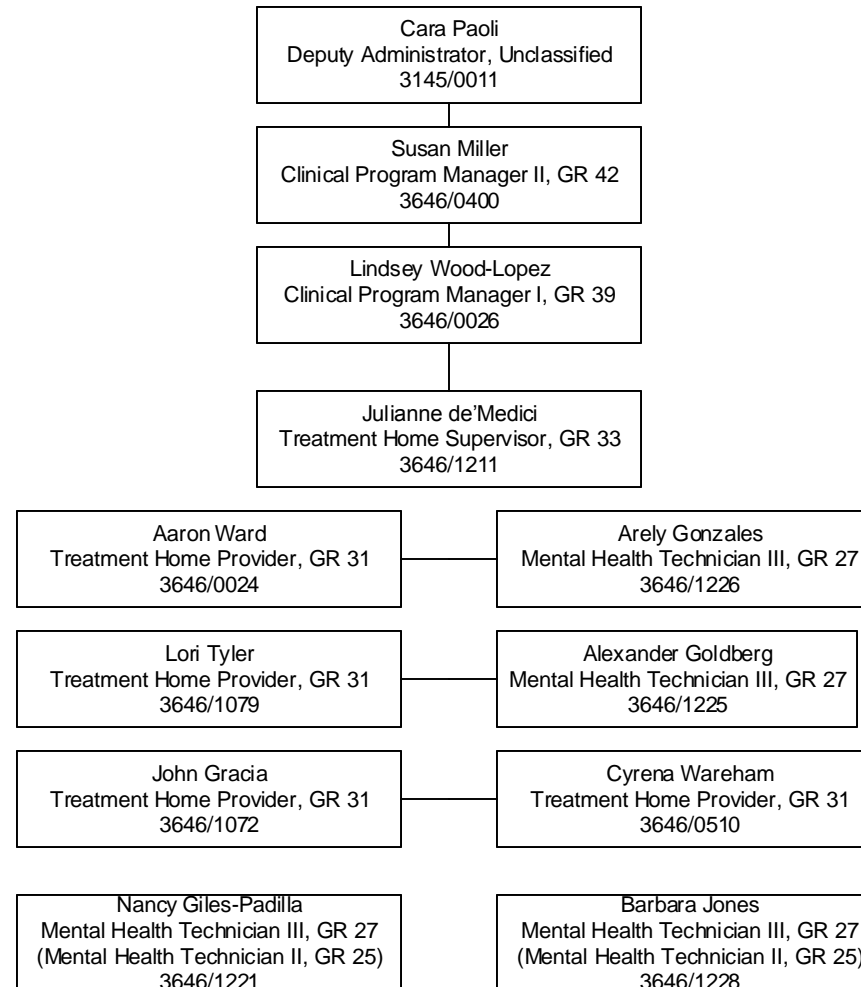 Cara Paoli
Deputy Administrator, Unclassified
3145/0011
Susan Miller
Clinical Program Manager II, GR 42
3646/0400
Lindsey Wood-Lopez
Clinical Program Manager I, GR 39
3646/0026
Julianne de’Medici
Treatment Home Supervisor, GR 33
3646/1211
Aaron Ward
Treatment Home Provider, GR 31
3646/0024
Arely Gonzales
Mental Health Technician III, GR 27
3646/1226
Lori Tyler
Treatment Home Provider, GR 31
3646/1079
Alexander Goldberg
Mental Health Technician III, GR 27
3646/1225
John Gracia
Treatment Home Provider, GR 31
3646/1072
Cyrena Wareham
Treatment Home Provider, GR 31
3646/0510
Nancy Giles-Padilla
Mental Health Technician III, GR 27
(Mental Health Technician II, GR 25)
3646/1221
Barbara Jones
Mental Health Technician III, GR 27
(Mental Health Technician II, GR 25)
3646/1228